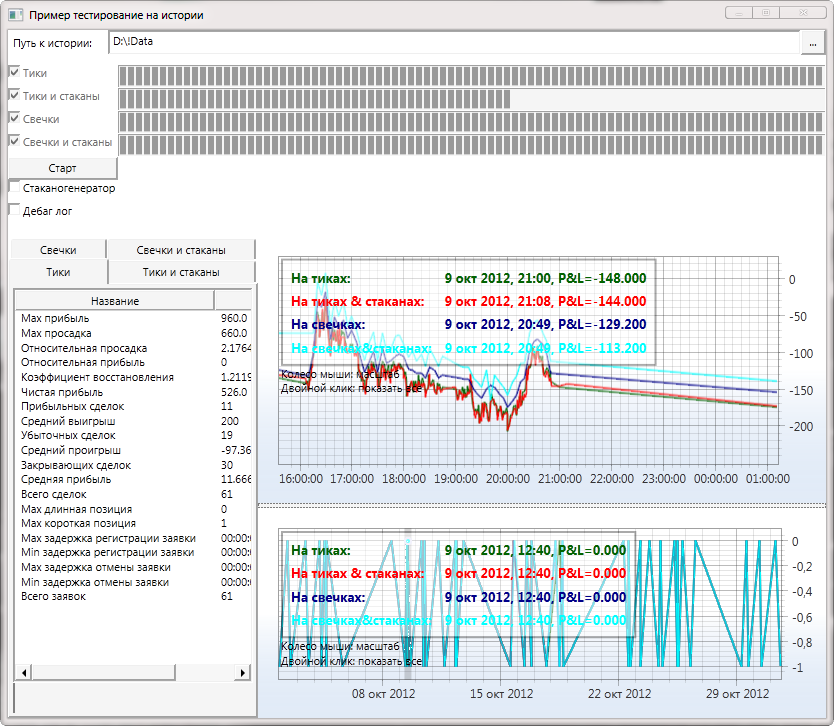 Пример тестирование на истории
Путь к истории: D:\!Data ...
Тики
Тики и стаканы
Свечки
Свечки и стаканы
Старт
Стаканогенератор
Дебаг лог
Свечки Свечки и стаканы
Тики Тики и стаканы
Название
Max прибыль 960.0
Max просадка 660.0
Относительная просадка 2.1764
Относительная прибыль 0
Коэффициент восстановления 1.2119
Чистая прибыль 526.0
Прибыльных сделок 11
Средний выигрыш 200
Убыточных сделок 19
Средний проигрыш -97.36
Закрывающих сделок 30
Средняя прибыль 11.666
Всего сделок 61
Max длинная позиция 0
Max короткая позиция 1
Max задержка регистрации заявки 00:00:0
Min задержка регистрации заявки 00:00:0
Max задержка отмены заявки 00:00:0
Min задержка отмены заявки 00:00:0
Всего заявок 61
На тиках: 9 окт 2012, 21:00, P&L=-148.000
На тиках & стаканах: 9 окт 2012, 21:08, P&L=-144.000
На свечках: 9 окт 2012, 20:49, P&L=-129.200
На свечках&стаканах: 9 окт 2012, 20:49, P&L=-113.200
Колесо мыши: масштаб
Двойной клик: показать все
0
-50
-100
-150
-200
16:00:00 17:00:00 18:00:00 19:00:00 20:00:00 21:00:00 22:00:00 23:00:00 00:00:00 01:00:00
На тиках: 9 окт 2012, 12:40, P&L=0.000
На тиках & стаканах: 9 окт 2012, 12:40, P&L=0.000
На свечках: 9 окт 2012, 12:40, P&L=0.000
На свечках&стаканах: 9 окт 2012, 12:40, P&L=0.000
Колесо мыши: масштаб
Двойной клик: показать все
0
-0,2
-0,4
-0,6
-0,8
-1
08 окт 2012 15 окт 2012 22 окт 2012 29 окт 2012